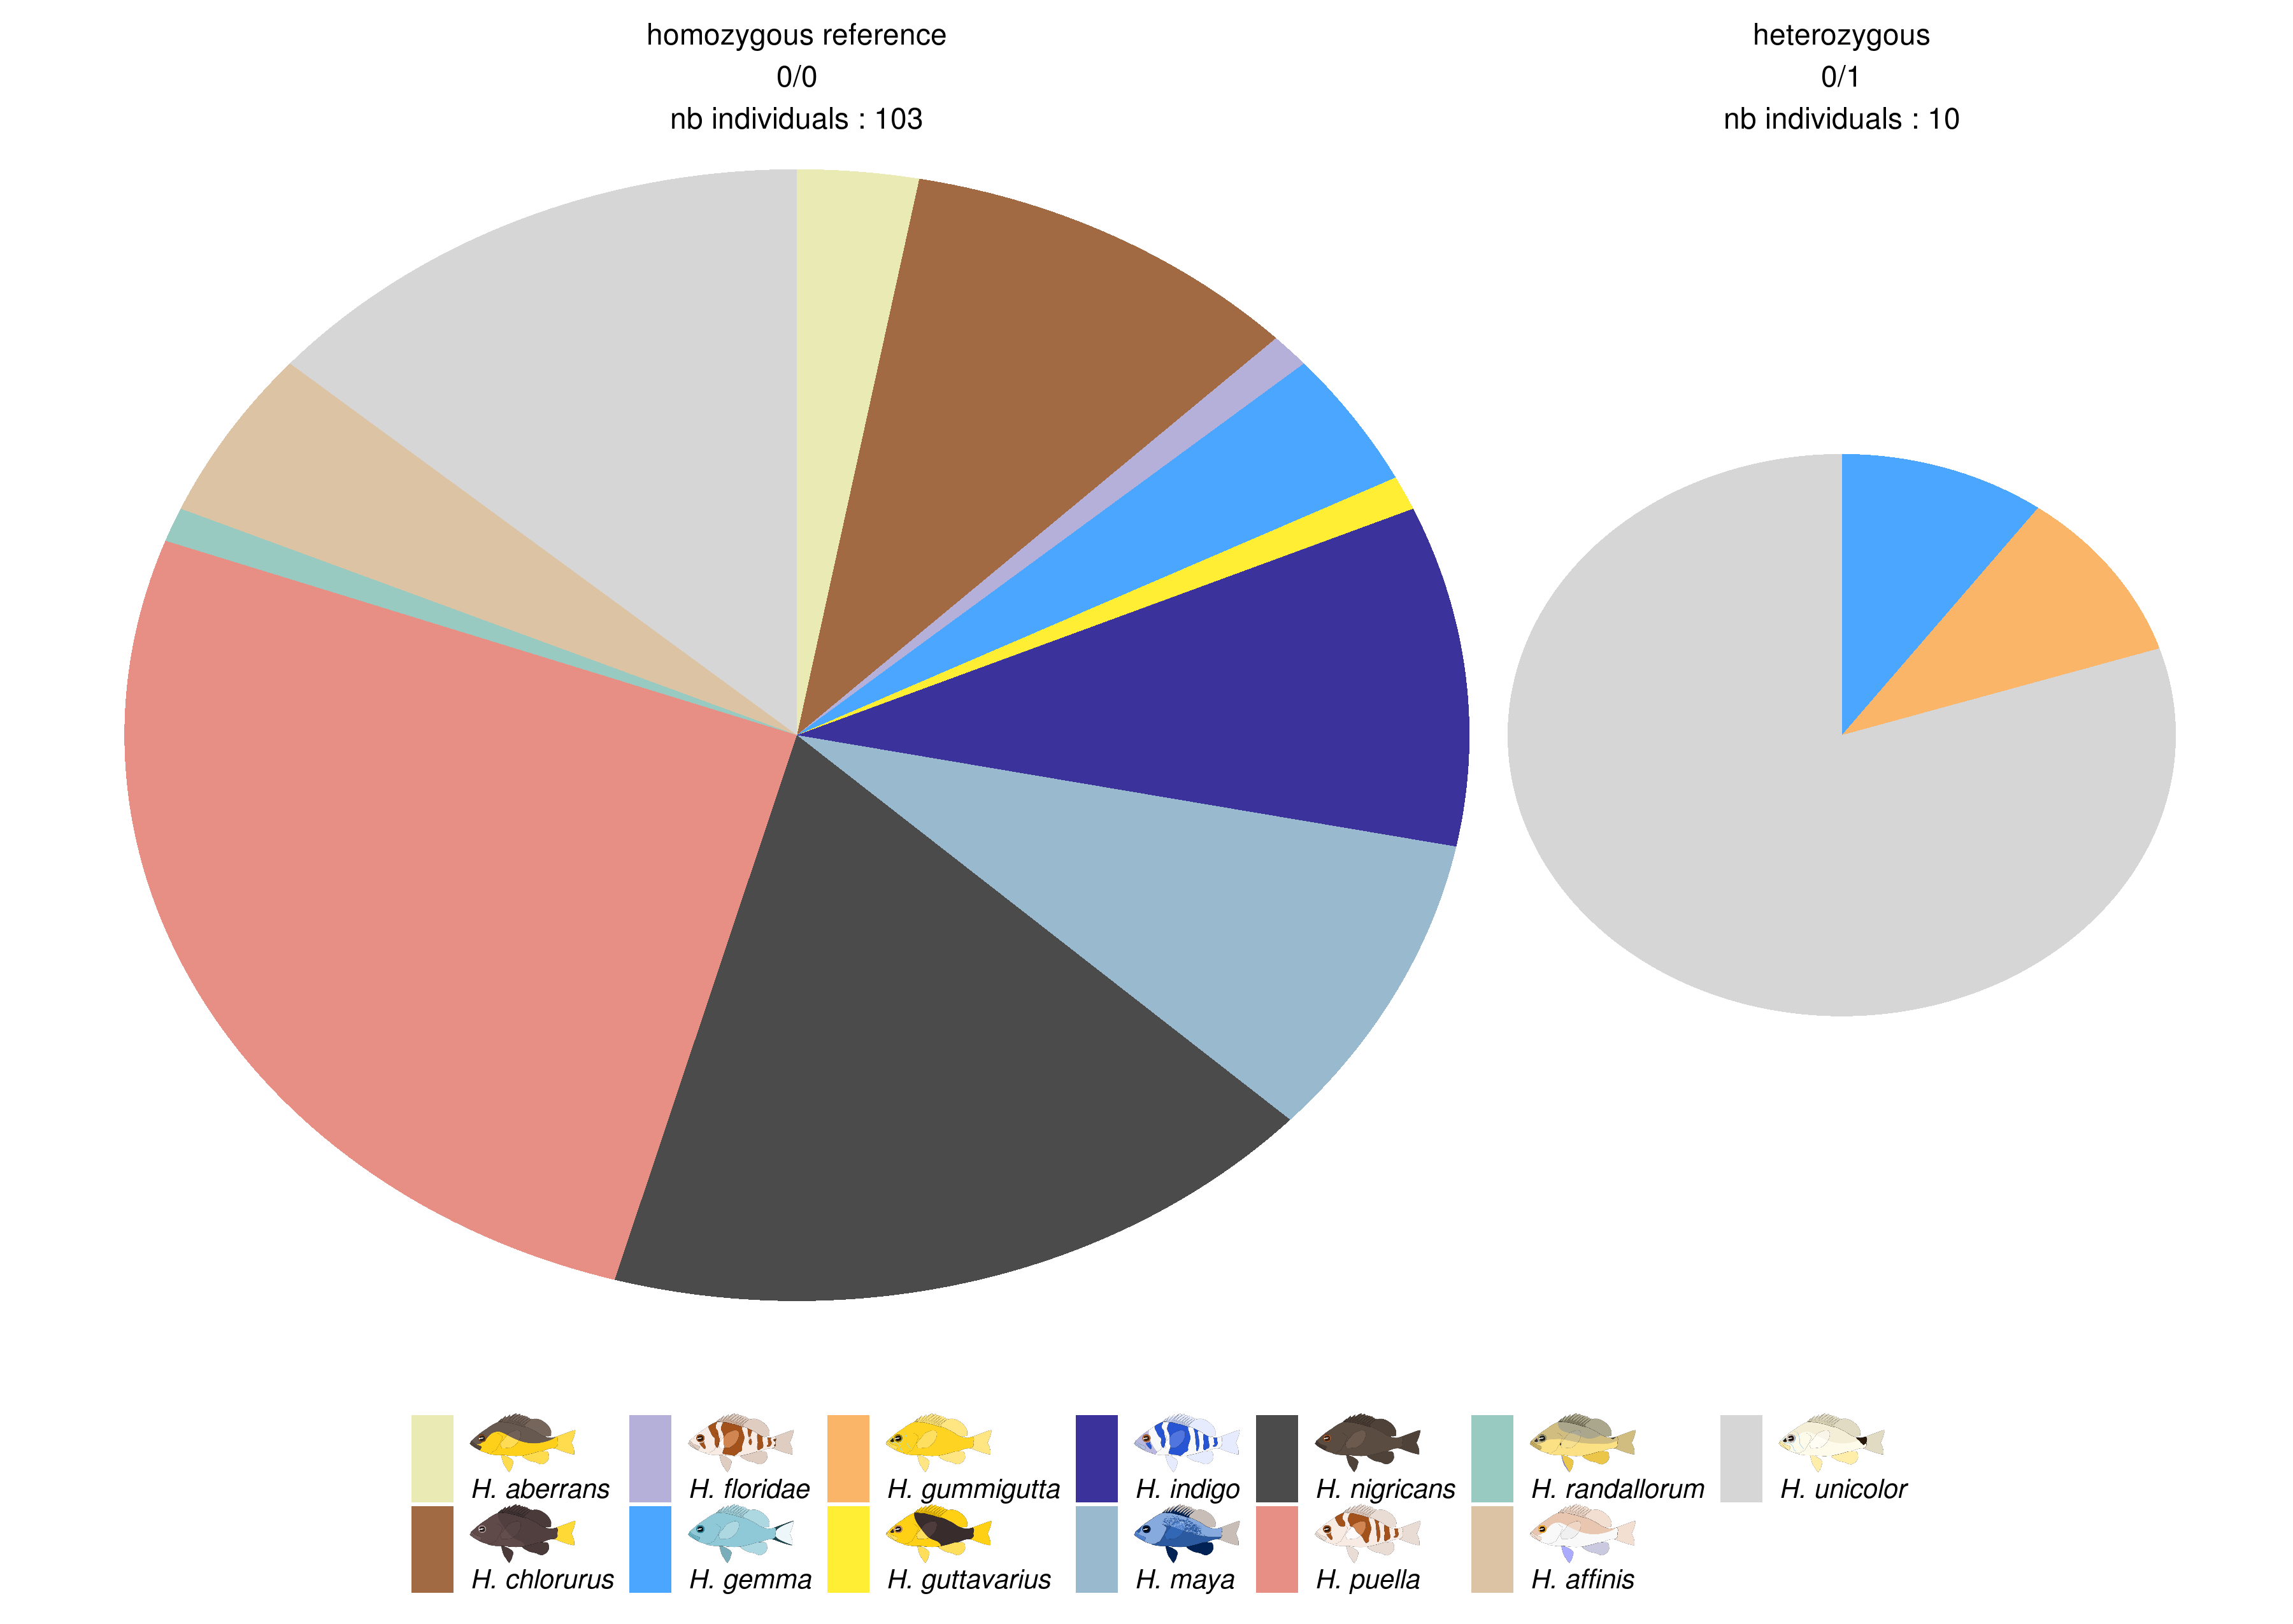 homozygous reference
0/0
nb individuals : 103
heterozygous
0/1
nb individuals : 10
H. aberrans
H. floridae
H. gummigutta
H. indigo
H. nigricans
H. randallorum
H. unicolor
H. chlorurus
H. gemma
H. guttavarius
H. maya
H. puella
H. affinis